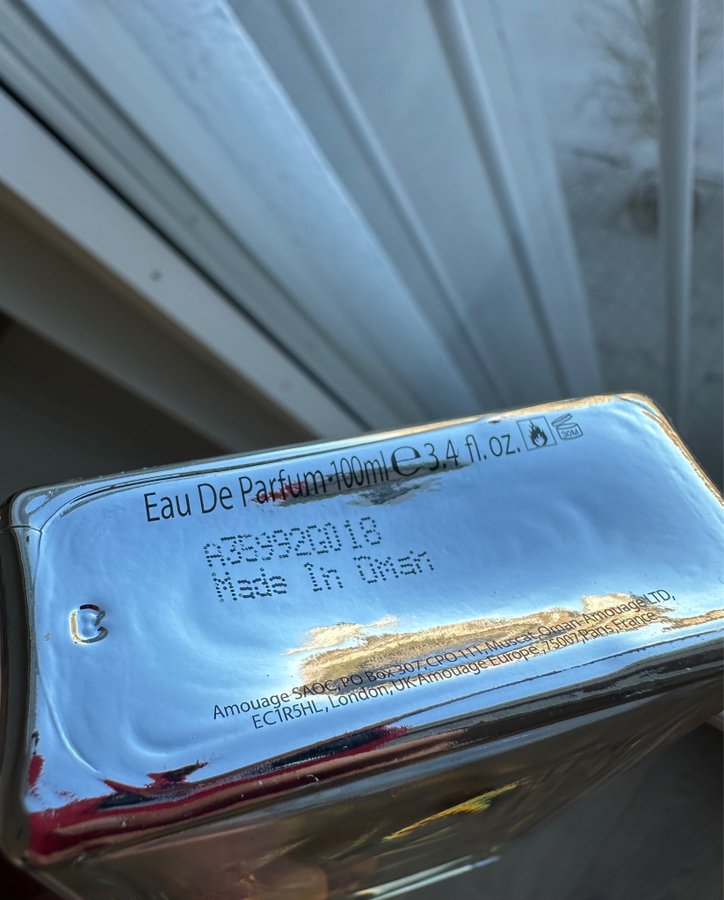 Eau De Parfum·100ml ℮ 3.4 fl. oz.
30M
Made in Oman
Amouage SAOC, PO Box 307, CPO 111, Muscat, Oman·Amouage LTD,
EC1R5HL, London, UK·Amouage Europe, 75007, Paris, France